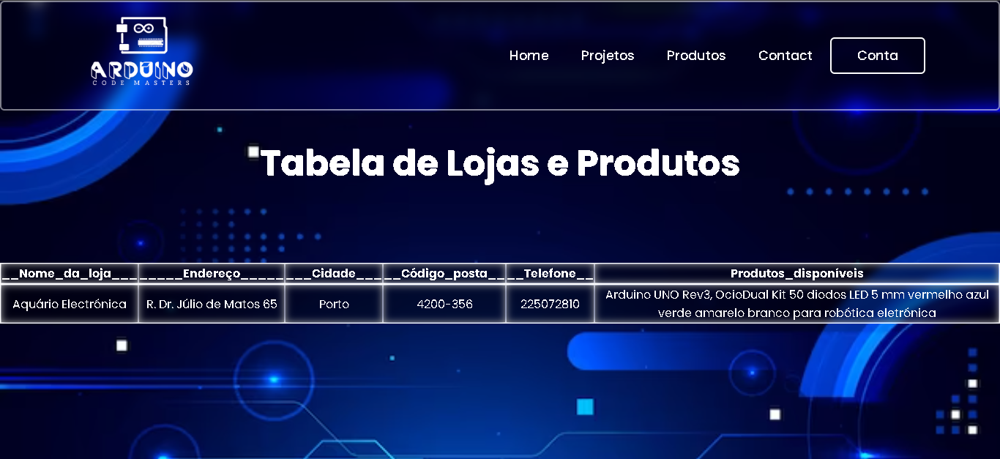 ARDUINO
CODE MASTERS
Home Projetos Produtos Contact Conta
Tabela de Lojas e Produtos
__Nome_da_loja___ _____Endereço_____ ___Cidade___ __Código_posta__ __Telefone__ Produtos_disponíveis
Aquário Electrónica R. Dr. Júlio de Matos 65 Porto 4200-356 225072810 Arduino UNO Rev3, OcioDual Kit 50 diodos LED 5 mm vermelho azul
verde amarelo branco para robótica eletrónica